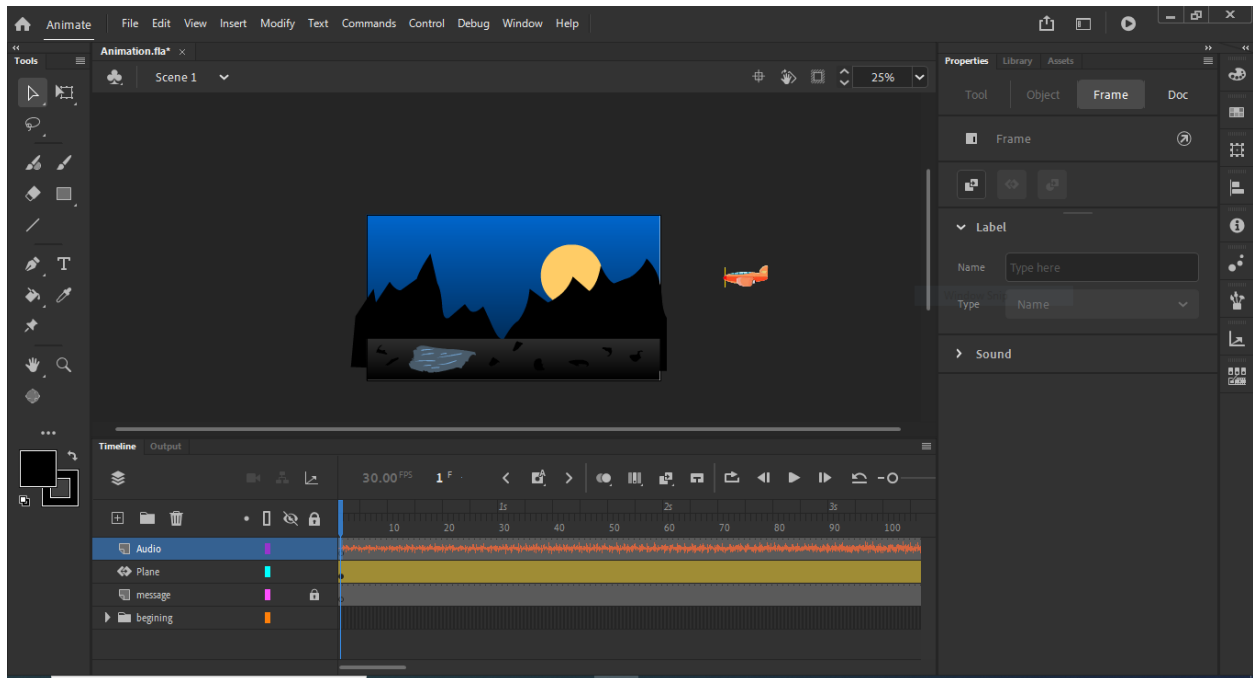 Animate File Edit View Insert Modify Text Commands Control Debug Window Help
Animation.fla* ×
Tools
Scene 1
25%
Properties Library Assets
Tool Object Frame Doc
Frame
Label
Name Type here
Type Name
Sound
Timeline Output
30.00 FPS 1 F
1s 2s 3s
10 20 30 40 50 60 70 80 90 100
Audio
Plane
message
begining